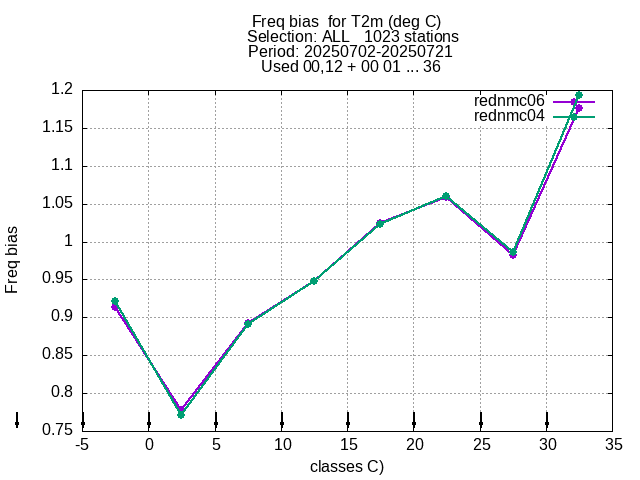 Freq bias  for T2m (deg C)
Selection: ALL   1023 stations
Period: 20250702-20250721
Used 00,12 + 00 01 ... 36
rednmc06
rednmc04
1.2
1.15
1.1
1.05
1
0.95
0.9
0.85
0.8
0.75
Freq bias
-5
0
5
10
15
20
25
30
35
classes C)